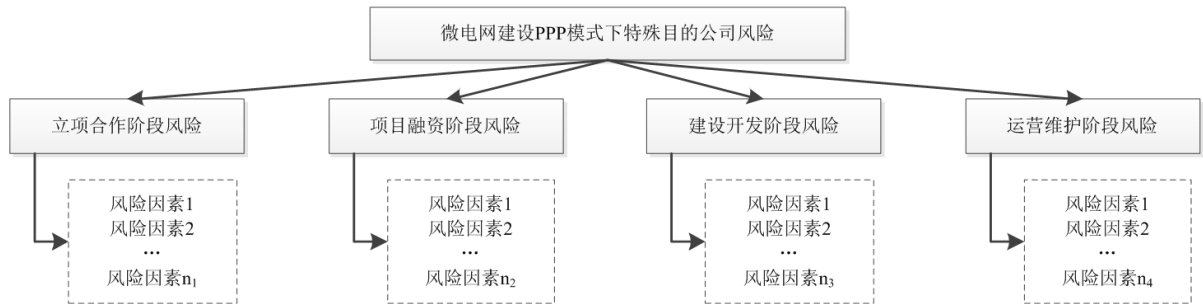 微电网建设PPP模式下特殊目的公司风险
立项合作阶段风险
项目融资阶段风险
建设开发阶段风险
运营维护阶段风险
风险因素1
风险因素2
...
风险因素n₁
风险因素1
风险因素2
...
风险因素n₂
风险因素1
风险因素2
...
风险因素n₃
风险因素1
风险因素2
...
风险因素n₄